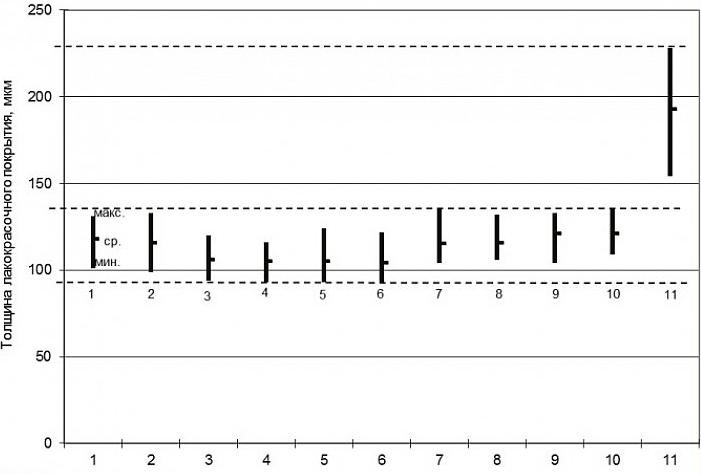 Толщина лакокрасочного покрытия, мкм
250
200
150
100
50
0
макс.
ср.
мин.
1 2 3 4 5 6 7 8 9 10 11
1 2 3 4 5 6 7 8 9 10 11